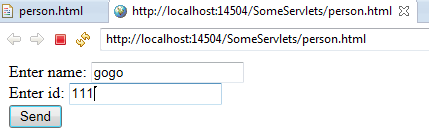 person.html
http://localhost:14504/SomeServlets/person.html
http://localhost:14504/SomeServlets/person.html
Enter name: gogo
Enter id: 111
Send